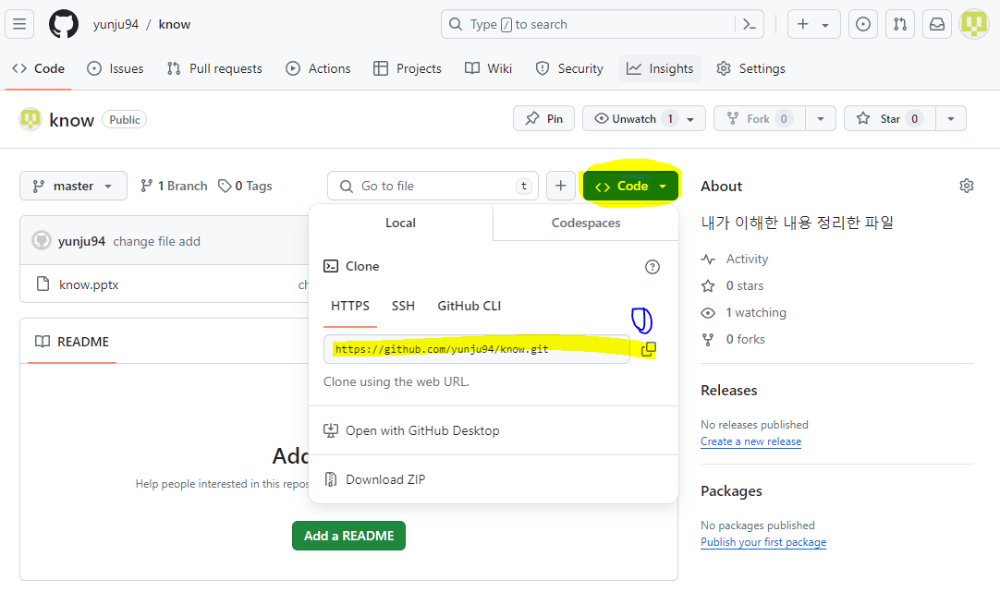 yunju94 / know
Type / to search
Code Issues Pull requests Actions Projects Wiki Security Insights Settings
know Public
Pin Unwatch 1 Fork 0 Star 0
master 1 Branch 0 Tags Go to file t Code
yunju94 change file add
know.pptx ch
README
Add
Help people interested in this repos
Add a README
Local Codespaces
Clone
HTTPS SSH GitHub CLI
https://github.com/yunju94/know.git
Clone using the web URL.
Open with GitHub Desktop
Download ZIP
About
내가 이해한 내용 정리한 파일
Activity
0 stars
1 watching
0 forks
Releases
No releases published
Create a new release
Packages
No packages published
Publish your first package